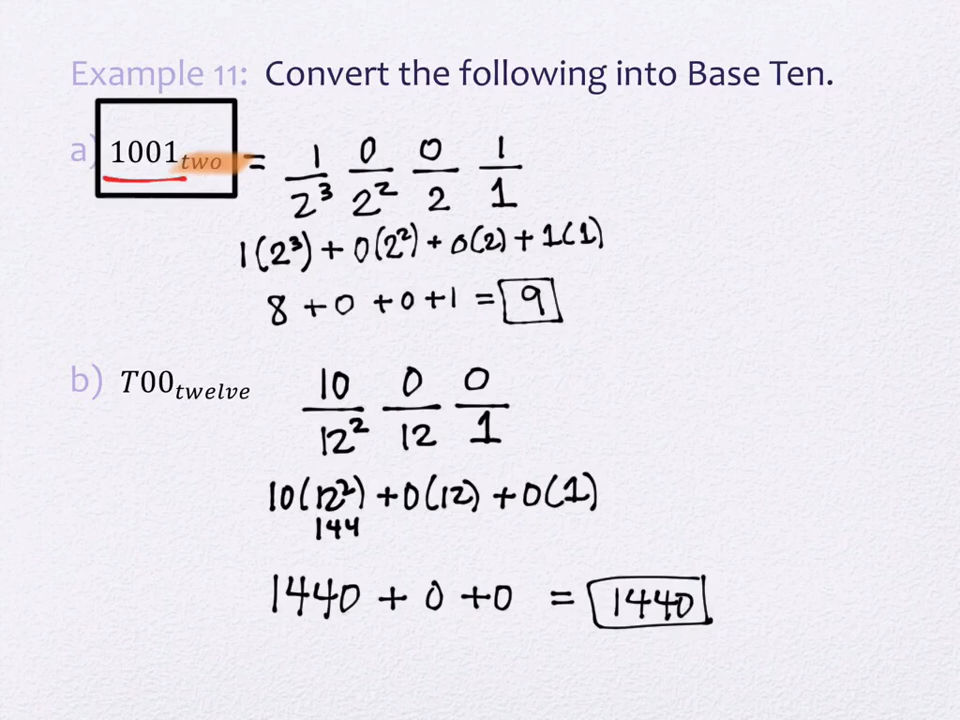 Example 11: Convert the following into Base Ten.
a) 1001two = 1/2³ 0/2² 0/2 1/1
1(2³) + 0(2²) + 0(2) + 1(1)
8 + 0 + 0 + 1 = 9
b) T00twelve 10/12² 0/12 0/1
10(12²) + 0(12) + 0(1)
144
1440 + 0 + 0 = 1440